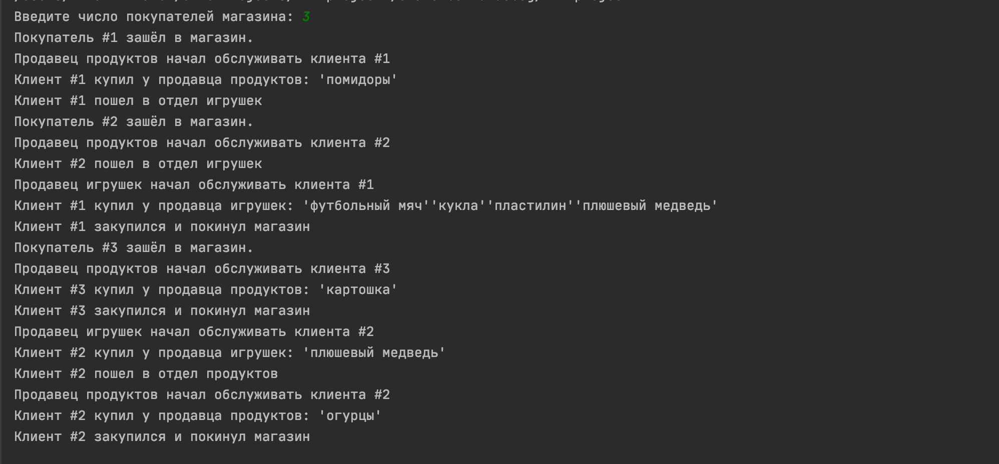 Введите число покупателей магазина: 3
Покупатель #1 зашёл в магазин.
Продавец продуктов начал обслуживать клиента #1
Клиент #1 купил у продавца продуктов: 'помидоры'
Клиент #1 пошел в отдел игрушек
Покупатель #2 зашёл в магазин.
Продавец продуктов начал обслуживать клиента #2
Клиент #2 пошел в отдел игрушек
Продавец игрушек начал обслуживать клиента #1
Клиент #1 купил у продавца игрушек: 'футбольный мяч''кукла''пластилин''плюшевый медведь'
Клиент #1 закупился и покинул магазин
Покупатель #3 зашёл в магазин.
Продавец продуктов начал обслуживать клиента #3
Клиент #3 купил у продавца продуктов: 'картошка'
Клиент #3 закупился и покинул магазин
Продавец игрушек начал обслуживать клиента #2
Клиент #2 купил у продавца игрушек: 'плюшевый медведь'
Клиент #2 пошел в отдел продуктов
Продавец продуктов начал обслуживать клиента #2
Клиент #2 купил у продавца продуктов: 'огурцы'
Клиент #2 закупился и покинул магазин